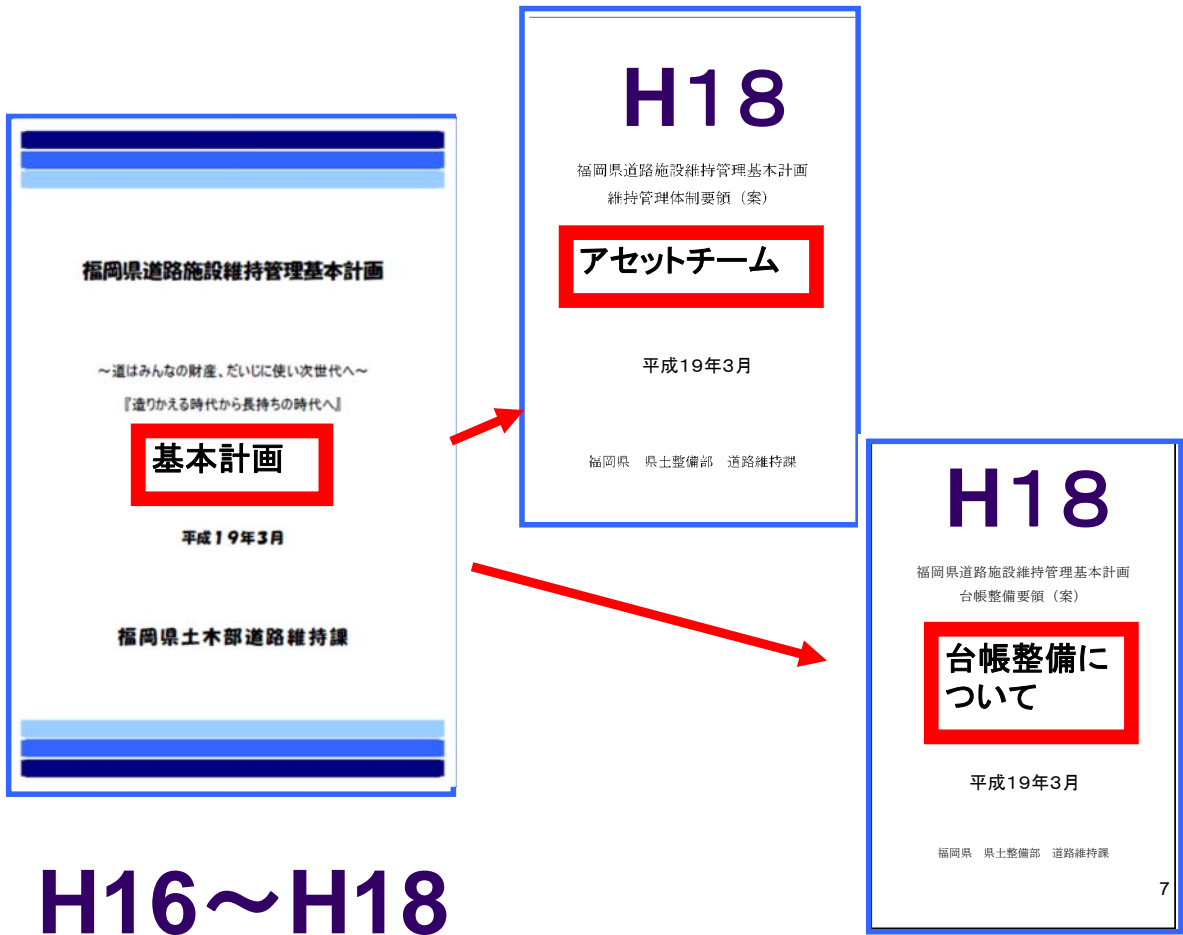 福岡県道路施設維持管理基本計画
～道はみんなの財産、だいじに使い次世代へ～
『造りかえる時代から長持ちの時代へ』
基本計画
平成19年3月
福岡県土木部道路維持課
H16～H18
H18
福岡県道路施設維持管理基本計画
維持管理体制要領（案）
アセットチーム
平成19年3月
福岡県　県土整備部　道路維持課
H18
福岡県道路施設維持管理基本計画
台帳整備要領（案）
台帳整備に
ついて
平成19年3月
福岡県　県土整備部　道路維持課
7